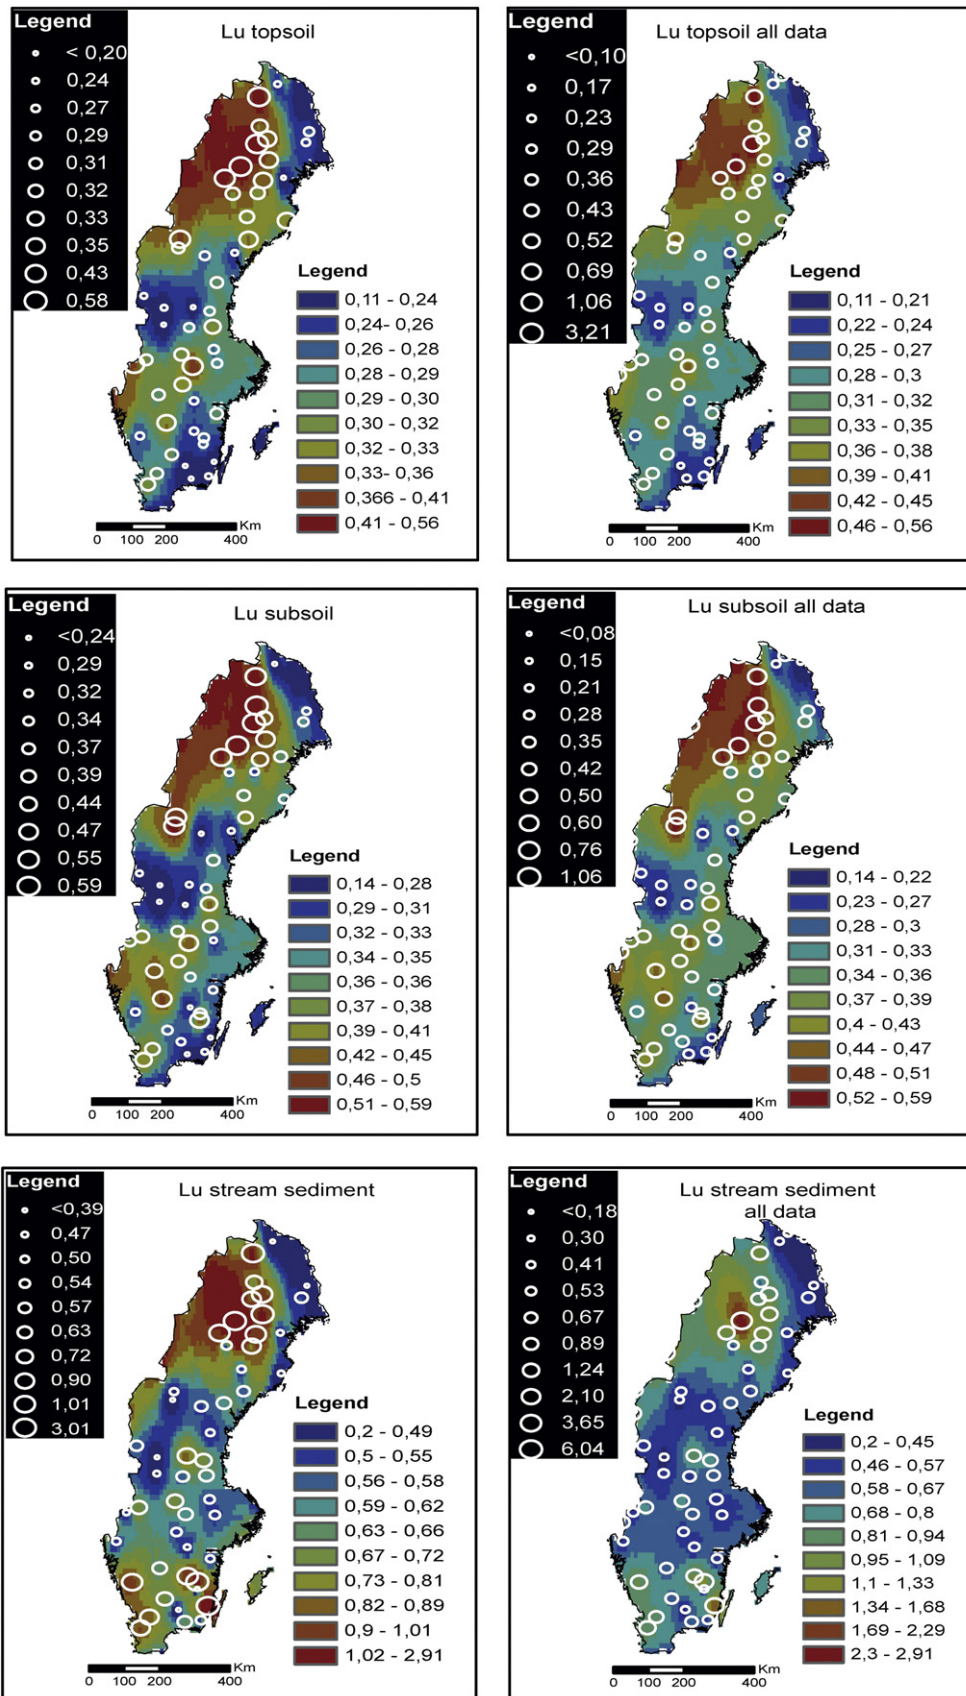 Legend
Lu topsoil
< 0,20
0,24
0,27
0,29
0,31
0,32
0,33
0,35
0,43
0,58
Legend
0,11 - 0,24
0,24- 0,26
0,26 - 0,28
0,28 - 0,29
0,29 - 0,30
0,30 - 0,32
0,32 - 0,33
0,33- 0,36
0,366 - 0,41
0,41 - 0,56
Km
0 100 200 400
Legend
Lu topsoil all data
<0,10
0,17
0,23
0,29
0,36
0,43
0,52
0,69
1,06
3,21
Legend
0,11 - 0,21
0,22 - 0,24
0,25 - 0,27
0,28 - 0,3
0,31 - 0,32
0,33 - 0,35
0,36 - 0,38
0,39 - 0,41
0,42 - 0,45
0,46 - 0,56
Km
0 100 200 400
Legend
Lu subsoil
<0,24
0,29
0,32
0,34
0,37
0,39
0,44
0,47
0,55
0,59
Legend
0,14 - 0,28
0,29 - 0,31
0,32 - 0,33
0,34 - 0,35
0,36 - 0,36
0,37 - 0,38
0,39 - 0,41
0,42 - 0,45
0,46 - 0,5
0,51 - 0,59
Km
0 100 200 400
Legend
Lu subsoil all data
<0,08
0,15
0,21
0,28
0,35
0,42
0,50
0,60
0,76
1,06
Legend
0,14 - 0,22
0,23 - 0,27
0,28 - 0,3
0,31 - 0,33
0,34 - 0,36
0,37 - 0,39
0,4 - 0,43
0,44 - 0,47
0,48 - 0,51
0,52 - 0,59
Km
0 100 200 400
Legend
Lu stream sediment
<0,39
0,47
0,50
0,54
0,57
0,63
0,72
0,90
1,01
3,01
Legend
0,2 - 0,49
0,5 - 0,55
0,56 - 0,58
0,59 - 0,62
0,63 - 0,66
0,67 - 0,72
0,73 - 0,81
0,82 - 0,89
0,9 - 1,01
1,02 - 2,91
Km
0 100 200 400
Legend
Lu stream sediment
all data
<0,18
0,30
0,41
0,53
0,67
0,89
1,24
2,10
3,65
6,04
Legend
0,2 - 0,45
0,46 - 0,57
0,58 - 0,67
0,68 - 0,8
0,81 - 0,94
0,95 - 1,09
1,1 - 1,33
1,34 - 1,68
1,69 - 2,29
2,3 - 2,91
Km
0 100 200 400